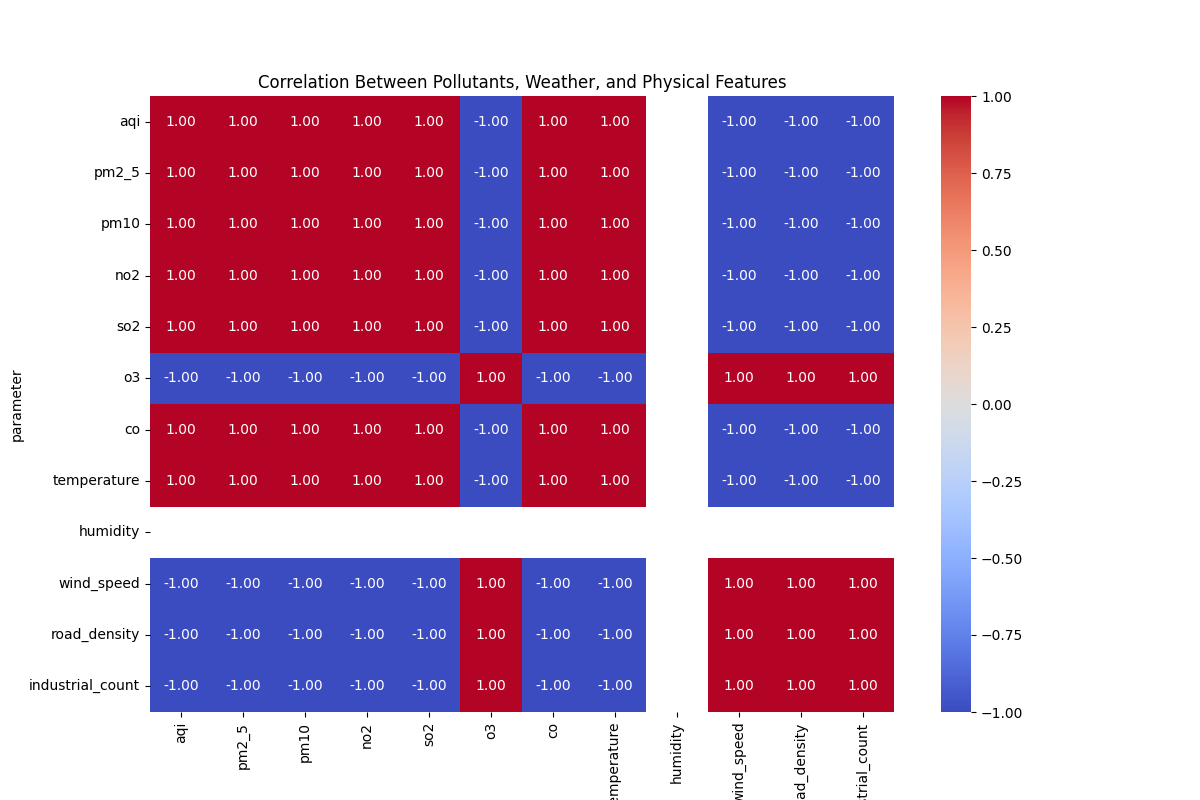 Correlation Between Pollutants, Weather, and Physical Features
aqi 1.00 1.00 1.00 1.00 1.00 -1.00 1.00 1.00 -1.00 -1.00 -1.00
pm2_5 1.00 1.00 1.00 1.00 1.00 -1.00 1.00 1.00 -1.00 -1.00 -1.00
pm10 1.00 1.00 1.00 1.00 1.00 -1.00 1.00 1.00 -1.00 -1.00 -1.00
no2 1.00 1.00 1.00 1.00 1.00 -1.00 1.00 1.00 -1.00 -1.00 -1.00
so2 1.00 1.00 1.00 1.00 1.00 -1.00 1.00 1.00 -1.00 -1.00 -1.00
o3 -1.00 -1.00 -1.00 -1.00 -1.00 1.00 -1.00 -1.00 1.00 1.00 1.00
co 1.00 1.00 1.00 1.00 1.00 -1.00 1.00 1.00 -1.00 -1.00 -1.00
temperature 1.00 1.00 1.00 1.00 1.00 -1.00 1.00 1.00 -1.00 -1.00 -1.00
humidity
wind_speed -1.00 -1.00 -1.00 -1.00 -1.00 1.00 -1.00 -1.00 1.00 1.00 1.00
road_density -1.00 -1.00 -1.00 -1.00 -1.00 1.00 -1.00 -1.00 1.00 1.00 1.00
industrial_count -1.00 -1.00 -1.00 -1.00 -1.00 1.00 -1.00 -1.00 1.00 1.00 1.00
parameter
aqi
pm2_5
pm10
no2
so2
o3
co
emperature
humidity
wind_speed
ad_density
trial_count
1.00
0.75
0.50
0.25
0.00
−0.25
−0.50
−0.75
−1.00